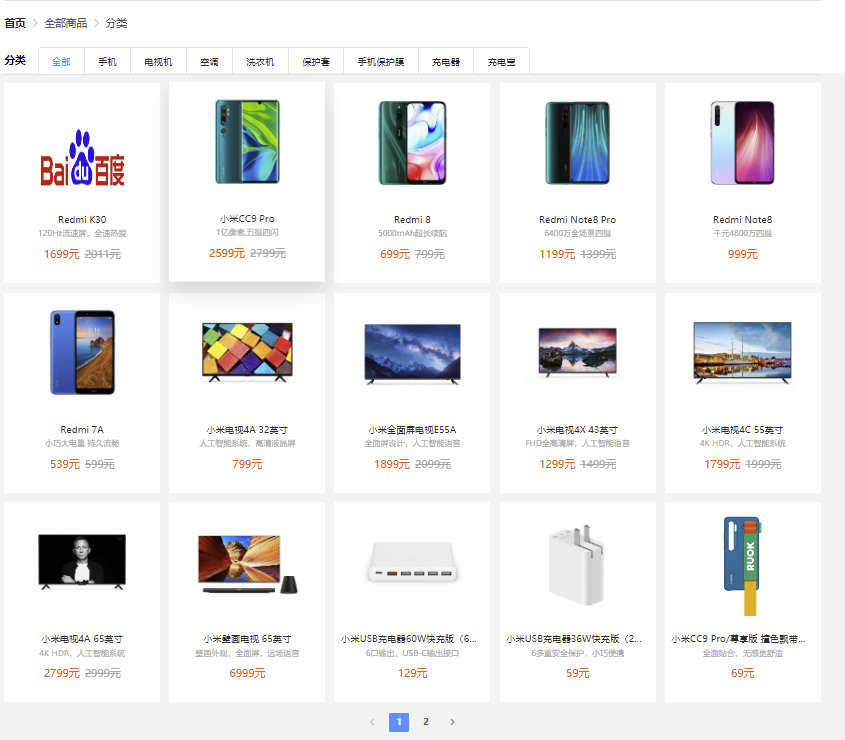 首页 > 全部商品 > 分类
分类 全部 手机 电视机 空调 洗衣机 保护套 手机保护膜 充电器 充电宝
Baidu百度
Redmi K30
120Hz流速屏，全速热爱
1699元 2011元
小米CC9 Pro
1亿像素,五摄四闪
2599元 2799元
Redmi 8
5000mAh超长续航
699元 799元
Redmi Note8 Pro
6400万全场景四摄
1199元 1399元
Redmi Note8
千元4800万四摄
999元
Redmi 7A
小巧大电量 持久流畅
539元 599元
小米电视4A 32英寸
人工智能系统，高清液晶屏
799元
小米全面屏电视E55A
全面屏设计，人工智能语音
1899元 2099元
小米电视4X 43英寸
FHD全高清屏，人工智能语音
1299元 1499元
小米电视4C 55英寸
4K HDR，人工智能系统
1799元 1999元
小米电视4A 65英寸
4K HDR，人工智能系统
2799元 2999元
小米壁画电视 65英寸
壁画外观，全面屏，远场语音
6999元
小米USB充电器60W快充版（6...
6口输出，USB-C输出接口
129元
小米USB充电器36W快充版（2...
6多重安全保护，小巧便携
59元
RUOK
小米CC9 Pro/尊享版 撞色飘带...
全面贴合，无感更舒适
69元
< 1 2 >